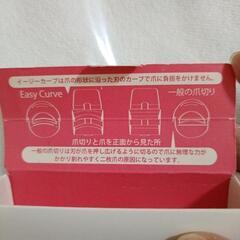 イージーカーブは爪の形状に沿った刃のカーブで爪に負担をかけません。
Easy Curve
一般の爪切り
爪切りと爪を正面から見た所
一般の爪切りは刃が爪を押し広げるように切るので爪に無理な力が
かかり割れやすく二枚爪の原因になっています。